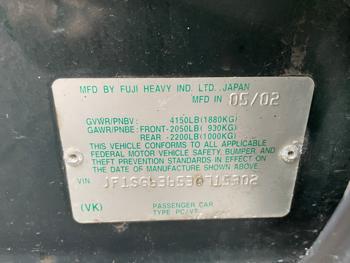 MFD BY FUJI HEAVY IND. LTD., JAPAN
MFD IN 05/02
GVWR/PNBV : 4150LB(1880KG)
GAWR/PNBE: FRONT-2050LB( 930KG)
REAR -2200LB(1000KG)
THIS VEHICLE CONFORMS TO ALL APPLICABLE
FEDERAL MOTOR VEHICLE SAFETY, BUMPER, AND
THEFT PREVENTION STANDARDS IN EFFECT
ON THE DATE OF MANUFACTURE SHOWN ABOVE.
VIN
(VK) PASSENGER CAR
TYPE PC/VT